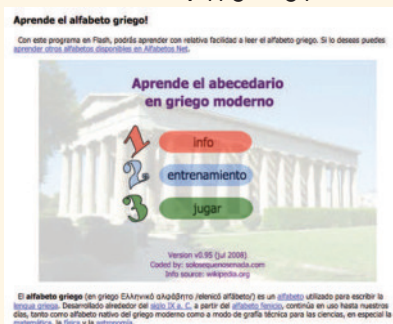 Aprende el alfabeto griego!
Con este programa en Flash, podrás aprender con relativa facilidad a leer el alfabeto griego. Si lo deseas puedes
aprender otros alfabetos disponibles en Alfabetos Net.
Aprende el abecedario
en griego moderno
1 info
2 entrenamiento
3 jugar
Version v0.95 (jul 2008)
Coded by: solosequenosenada.com
Info source: wikipedia.org
El alfabeto griego (en griego Ελληνικό αλφάβητο /elenicó alfábeto/) es un alfabeto utilizado para escribir la
lengua griega. Desarrollado alrededor del siglo IX a. C. a partir del alfabeto fenicio, continúa en uso hasta nuestros
días, tanto como alfabeto nativo del griego moderno como a modo de grafía técnica para las ciencias, en especial la
matemática, la física y la astronomía.